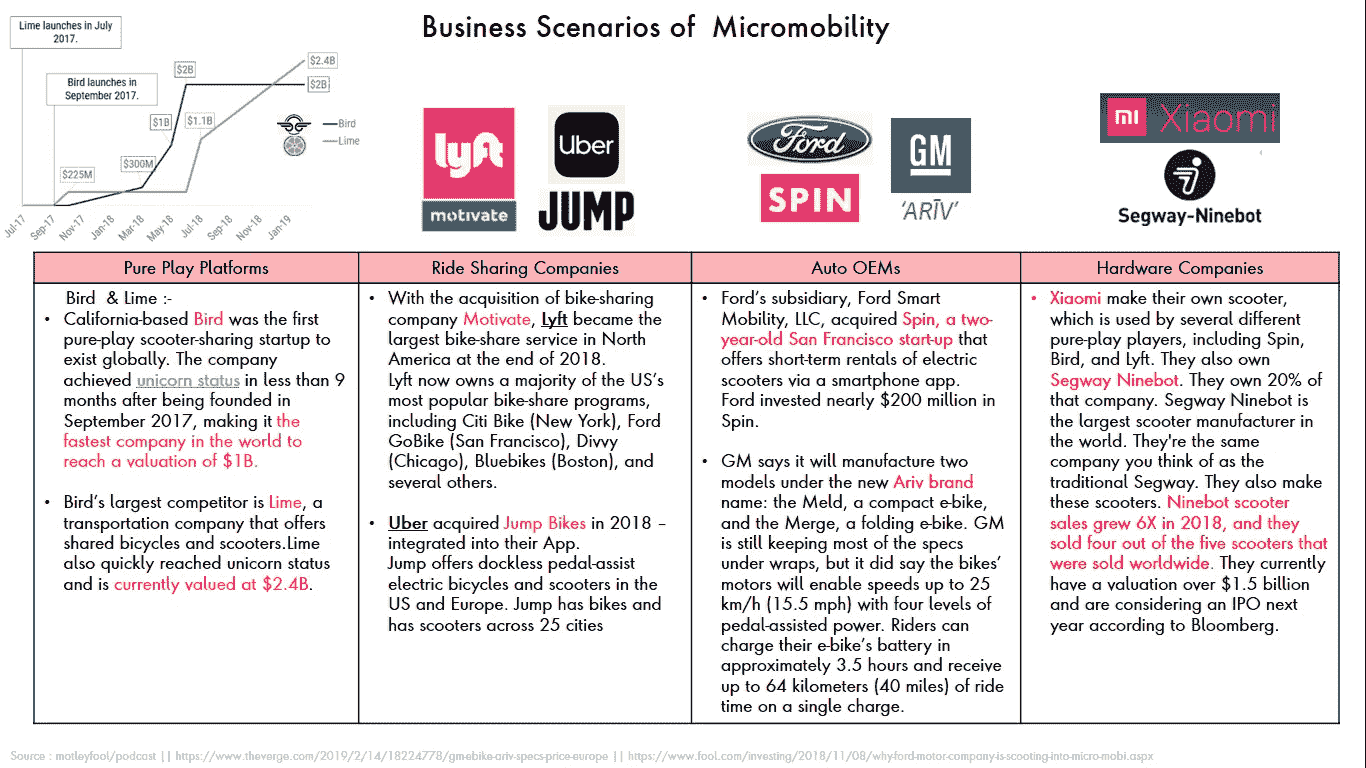 Business Scenarios of Micromobility
Lime launches in July
2017.
Bird launches in
September 2017.
$225M
$300M
$1B
$2B
$1.1B
$2.4B
$2B
Bird
Lime
Jul-17
Sep-17
Nov-17
Jan-18
Mar-18
May-18
Jul-18
Sep-18
Nov-18
Jan-19
lyft
motivate
Uber
JUMP
Ford
SPIN
GM
'ARĪV'
mi Xiaomi
Segway-Ninebot
Pure Play Platforms
Bird & Lime :-
• California-based Bird was the first
pure-play scooter-sharing startup to
exist globally. The company
achieved unicorn status in less than 9
months after being founded in
September 2017, making it the
fastest company in the world to
reach a valuation of $1B.
• Bird's largest competitor is Lime, a
transportation company that offers
shared bicycles and scooters.Lime
also quickly reached unicorn status
and is currently valued at $2.4B.
Ride Sharing Companies
• With the acquisition of bike-sharing
company Motivate, Lyft became the
largest bike-share service in North
America at the end of 2018.
Lyft now owns a majority of the US's
most popular bike-share programs,
including Citi Bike (New York), Ford
GoBike (San Francisco), Divvy
(Chicago), Bluebikes (Boston), and
several others.
• Uber acquired Jump Bikes in 2018 –
integrated into their App.
Jump offers dockless pedal-assist
electric bicycles and scooters in the
US and Europe. Jump has bikes and
has scooters across 25 cities
Auto OEMs
• Ford's subsidiary, Ford Smart
Mobility, LLC, acquired Spin, a two-
year-old San Francisco start-up that
offers short-term rentals of electric
scooters via a smartphone app.
Ford invested nearly $200 million in
Spin.
• GM says it will manufacture two
models under the new Ariv brand
name: the Meld, a compact e-bike,
and the Merge, a folding e-bike. GM
is still keeping most of the specs
under wraps, but it did say the bikes'
motors will enable speeds up to 25
km/h (15.5 mph) with four levels of
pedal-assisted power. Riders can
charge their e-bike's battery in
approximately 3.5 hours and receive
up to 64 kilometers (40 miles) of ride
time on a single charge.
Hardware Companies
• Xiaomi make their own scooter,
which is used by several different
pure-play players, including Spin,
Bird, and Lyft. They also own
Segway Ninebot. They own 20% of
that company. Segway Ninebot is
the largest scooter manufacturer in
the world. They're the same
company you think of as the
traditional Segway. They also make
these scooters. Ninebot scooter
sales grew 6X in 2018, and they
sold four out of the five scooters that
were sold worldwide. They currently
have a valuation over $1.5 billion
and are considering an IPO next
year according to Bloomberg.
Source : motleyfool/podcast || https://www.theverge.com/2019/2/14/18224778/gm-ebike-ariv-specs-price-europe || https://www.fool.com/investing/2018/11/08/why-ford-motor-company-is-scooting-into-micro-mobi.aspx